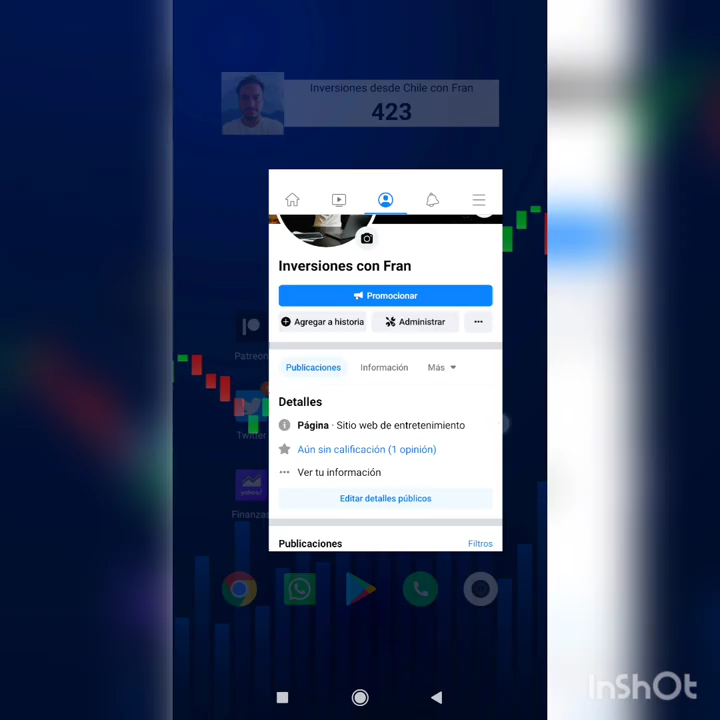 Inversiones desde Chile con Fran
423
Inversiones con Fran
Promocionar
Agregar a historia
Administrar
Publicaciones
Información
Más
Detalles
Página · Sitio web de entretenimiento
Aún sin calificación (1 opinión)
Ver tu información
Editar detalles públicos
Publicaciones
Filtros
Patreon
Twitter
yahoo!
Finanzas
InShOt